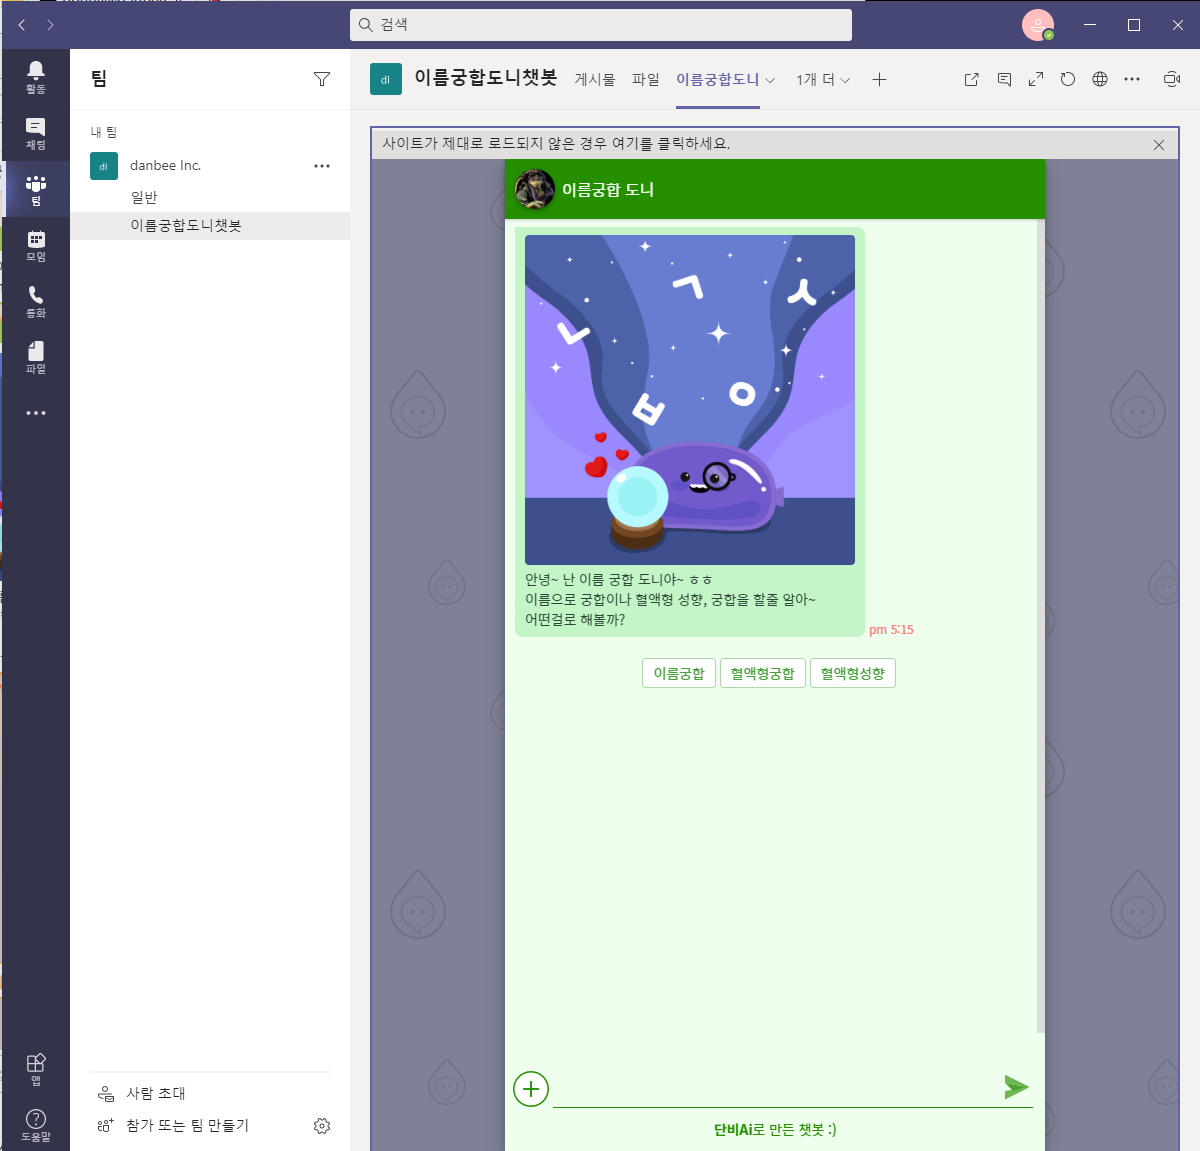 검색
활동
채팅
팀
모임
통화
파일
앱
도움말
팀
내 팀
dI
danbee Inc.
일반
이름궁합도니챗봇
사람 초대
참가 또는 팀 만들기
dI
이름궁합도니챗봇
게시물
파일
이름궁합도니
1개 더
사이트가 제대로 로드되지 않은 경우 여기를 클릭하세요.
이름궁합 도니
ㄱ
ㅅ
ㄴ
ㅂ
ㅇ
안녕~ 난 이름 궁합 도니야~ ㅎㅎ
이름으로 궁합이나 혈액형 성향, 궁합을 할줄 알아~
어떤걸로 해볼까?
pm 5:15
이름궁합 혈액형궁합 혈액형성향
단비Ai로 만든 챗봇 :)